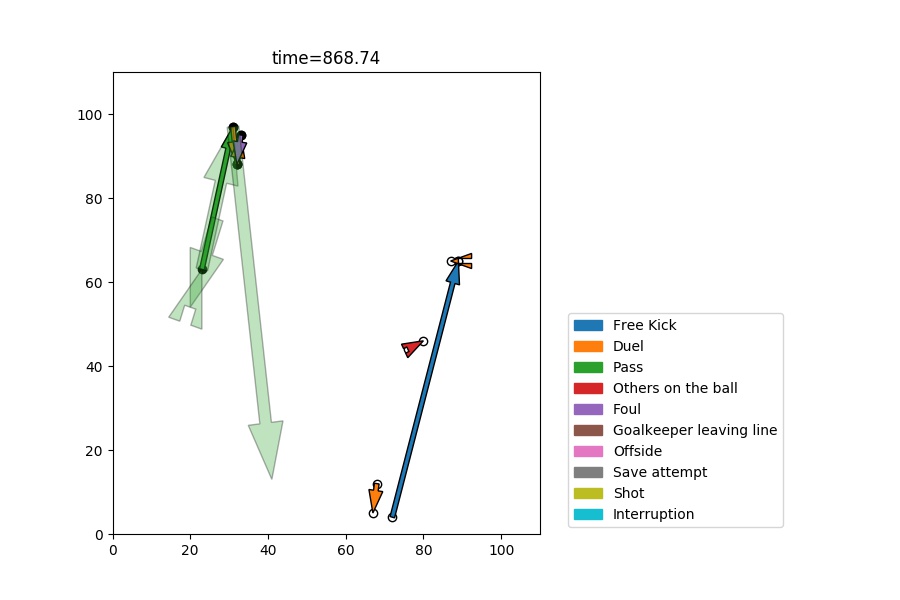 time=868.74
100
80
60
40
20
0
0 20 40 60 80 100
Free Kick
Duel
Pass
Others on the ball
Foul
Goalkeeper leaving line
Offside
Save attempt
Shot
Interruption